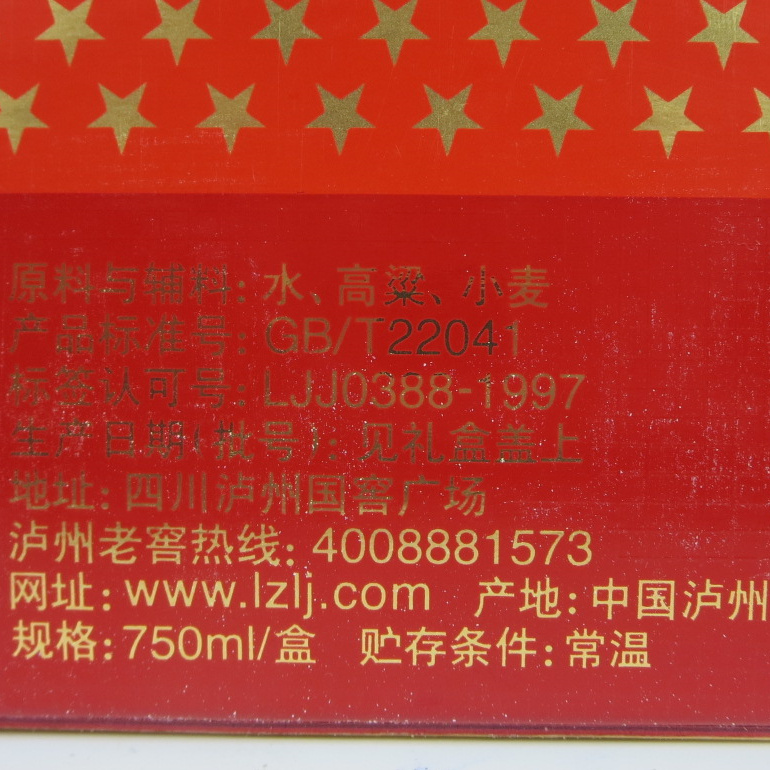 原料与辅料：水、高粱、小麦
产品标准号：GB/T22041
标签认可号：LJJ0388-1997
生产日期(批号)：见礼盒盖上
地址：四川泸州国窖广场
泸州老窖热线：4008881573
网址：www.lzlj.com 产地：中国泸州
规格：750ml/盒 贮存条件：常温